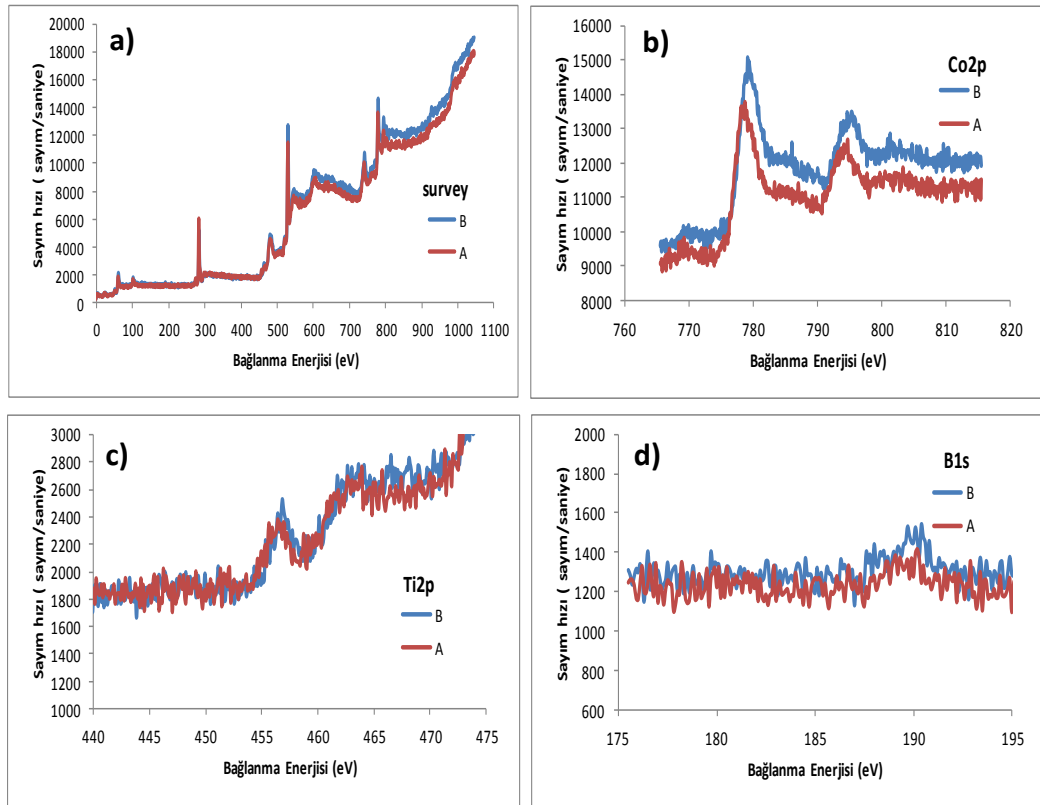 a)
20000
18000
16000
14000
12000
10000
8000
6000
4000
2000
0
Sayım hızı ( sayım/saniye)
survey
B
A
0 100 200 300 400 500 600 700 800 900 1000 1100
Bağlanma Enerjisi (eV)
b)
16000
15000
14000
13000
12000
11000
10000
9000
8000
Sayım hızı ( sayım/saniye)
Co2p
B
A
760 770 780 790 800 810 820
Bağlanma Enerjisi (eV)
c)
3000
2800
2600
2400
2200
2000
1800
1600
1400
1200
1000
Sayım hızı ( sayım/saniye)
Ti2p
B
A
440 445 450 455 460 465 470 475
Bağlanma Enerjisi (eV)
d)
2000
1800
1600
1400
1200
1000
800
600
Sayım hızı ( sayım/saniye)
B1s
B
A
175 180 185 190 195
Bağlanma Enerjisi (eV)